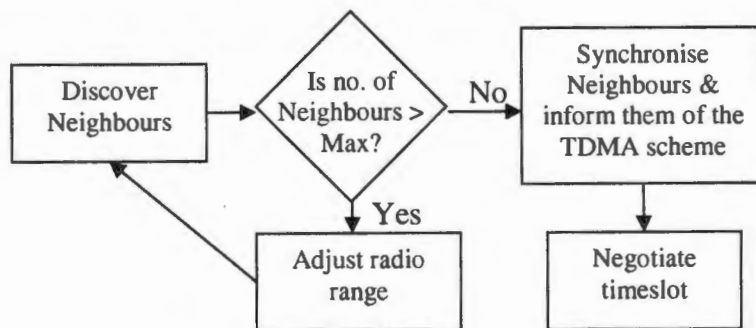 Discover
Neighbours
Is no. of
Neighbours >
Max?
No
Synchronise
Neighbours &
inform them of the
TDMA scheme
Yes
Adjust radio
range
Negotiate
timeslot